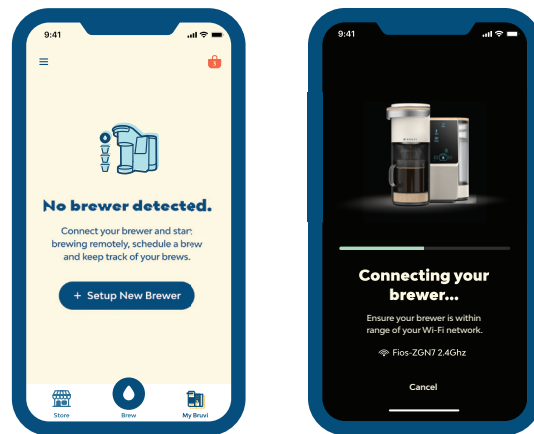 9:41
3
No brewer detected.
Connect your brewer and start
brewing remotely, schedule a brew
and keep track of your brews.
+ Setup New Brewer
Store
Brew
My Bruvi
9:41
Connecting your
brewer...
Ensure your brewer is within
range of your Wi-Fi network.
Fios-ZGN7 2.4Ghz
Cancel